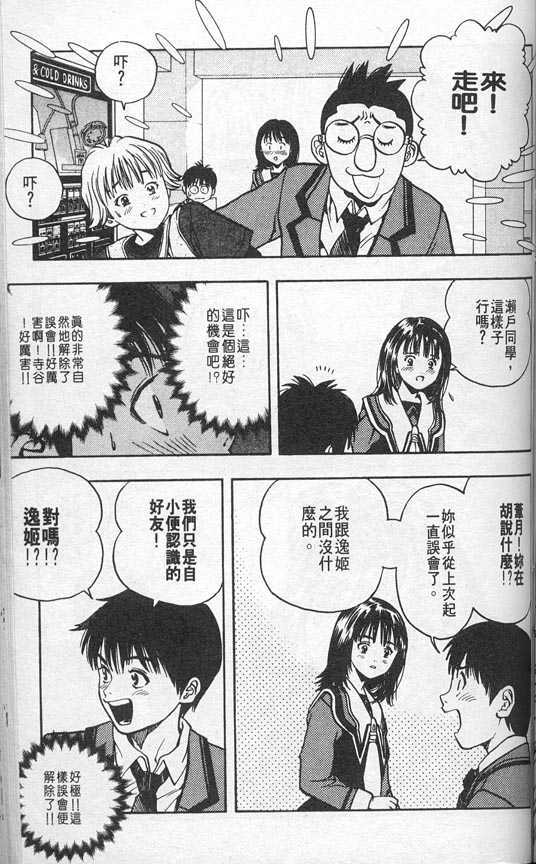 來！
走吧！
吓？
& COLD DRINKS
吓？
瀨戶同學，
這樣子
行嗎？
吓…這…
這是個絕好
的機會吧！？
真的非常自
然地解除了
誤會！！好厲
害啊！寺谷
！好厲害！！
薏月！妳在
胡說什麼！？
妳似乎從上次起
一直誤會了。
我跟逸姬
之間沒什
麼的。
我們只是自
小便認識的
好友！
對嗎！？
逸姬！？
好極！！這
樣誤會便
解除了！！